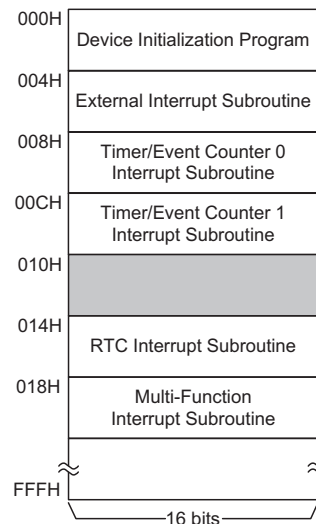 000H
Device Initialization Program
004H
External Interrupt Subroutine
008H
Timer/Event Counter 0
Interrupt Subroutine
00CH
Timer/Event Counter 1
Interrupt Subroutine
010H
014H
RTC Interrupt Subroutine
018H
Multi-Function
Interrupt Subroutine
FFFH
16 bits